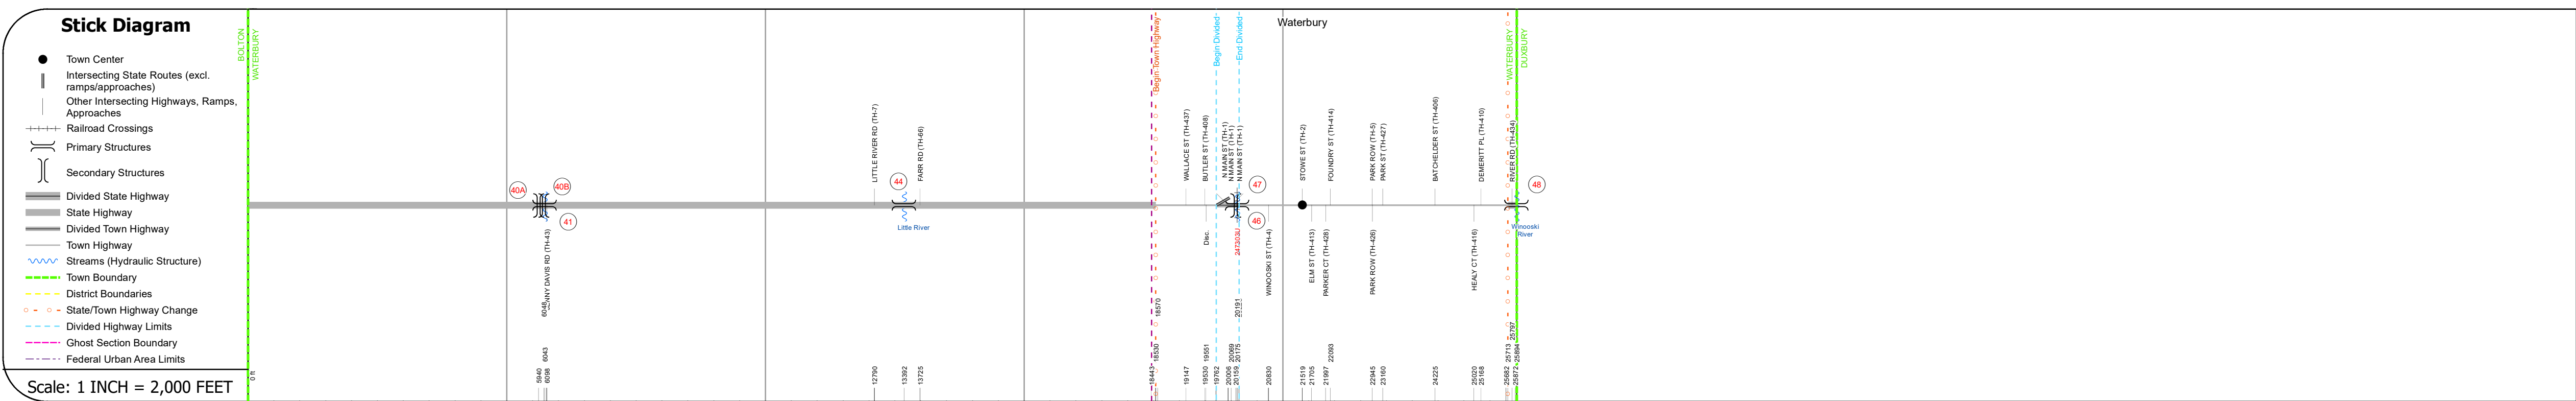 Stick Diagram
Town Center
Intersecting State Routes (excl.
ramps/approaches)
Other Intersecting Highways, Ramps,
Approaches
Railroad Crossings
Primary Structures
Secondary Structures
Divided State Highway
State Highway
Divided Town Highway
Town Highway
Streams (Hydraulic Structure)
Town Boundary
District Boundaries
State/Town Highway Change
Divided Highway Limits
Ghost Section Boundary
Federal Urban Area Limits
Scale: 1 INCH = 2,000 FEET
BOLTON
WATERBURY
Begin Town Highway
Begin Divided
End Divided
Waterbury
WATERBURY
DUXBURY
LITTLE RIVER RD (TH-7)
FARR RD (TH-66)
WALLACE ST (TH-437)
BUTLER ST (TH-408)
N MAIN ST (TH-1)
N MAIN ST (TH-1)
N MAIN ST (TH-1)
STOWE ST (TH-2)
FOUNDRY ST (TH-414)
PARK ROW (TH-5)
PARK ST (TH-427)
BATCHELDER ST (TH-406)
DEMERITT PL (TH-410)
RIVER RD (TH-434)
40A
40B
41
44
47
46
48
Little River
Winooski
River
DAVIS RD (TH-43)
Disc.
247303U
WINOOSKI ST (TH-4)
ELM ST (TH-413)
PARKER CT (TH-428)
PARK ROW (TH-426)
HEALY CT (TH-416)
0 ft
5940
6043
6048
6098
12790
13392
13725
18443
18530
18570
19147
19530
19551
19762
20006
20069
20159
20175
20191
20830
21519
21705
21997
22093
22945
23160
24225
25020
25168
25682
25713
25797
25872
25894